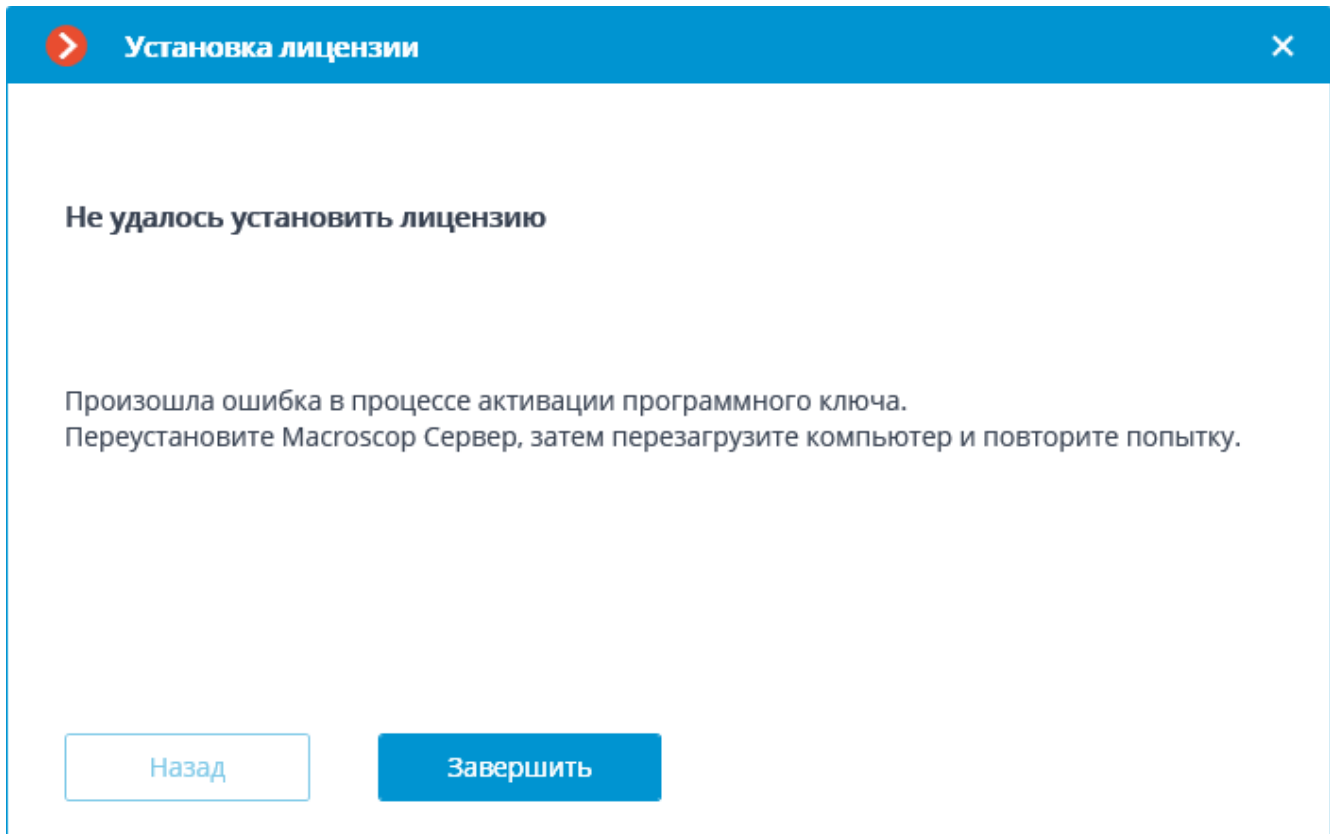 Установка лицензии
Не удалось установить лицензию
Произошла ошибка в процессе активации программного ключа.
Переустановите Macroscop Сервер, затем перезагрузите компьютер и повторите попытку.
Назад
Завершить